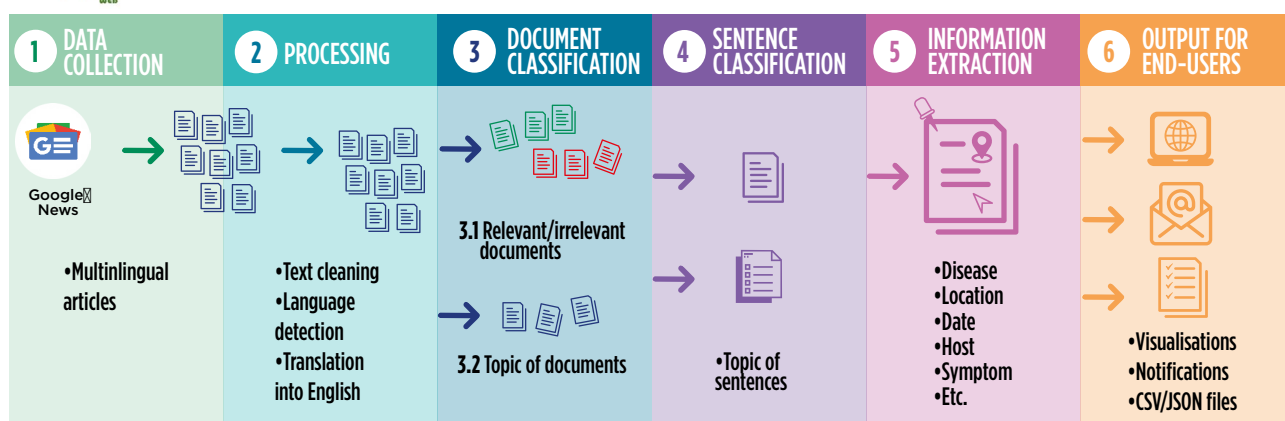 WEB
1 DATA
COLLECTION
2 PROCESSING
3 DOCUMENT
CLASSIFICATION
4 SENTENCE
CLASSIFICATION
5 INFORMATION
EXTRACTION
6 OUTPUT FOR
END-USERS
GE
Google
News
•Multinlingual
articles
•Text cleaning
•Language
detection
•Translation
into English
3.1 Relevant/irrelevant
documents
3.2 Topic of documents
•Topic of
sentences
•Disease
•Location
•Date
•Host
•Symptom
•Etc.
@
•Visualisations
•Notifications
•CSV/JSON files